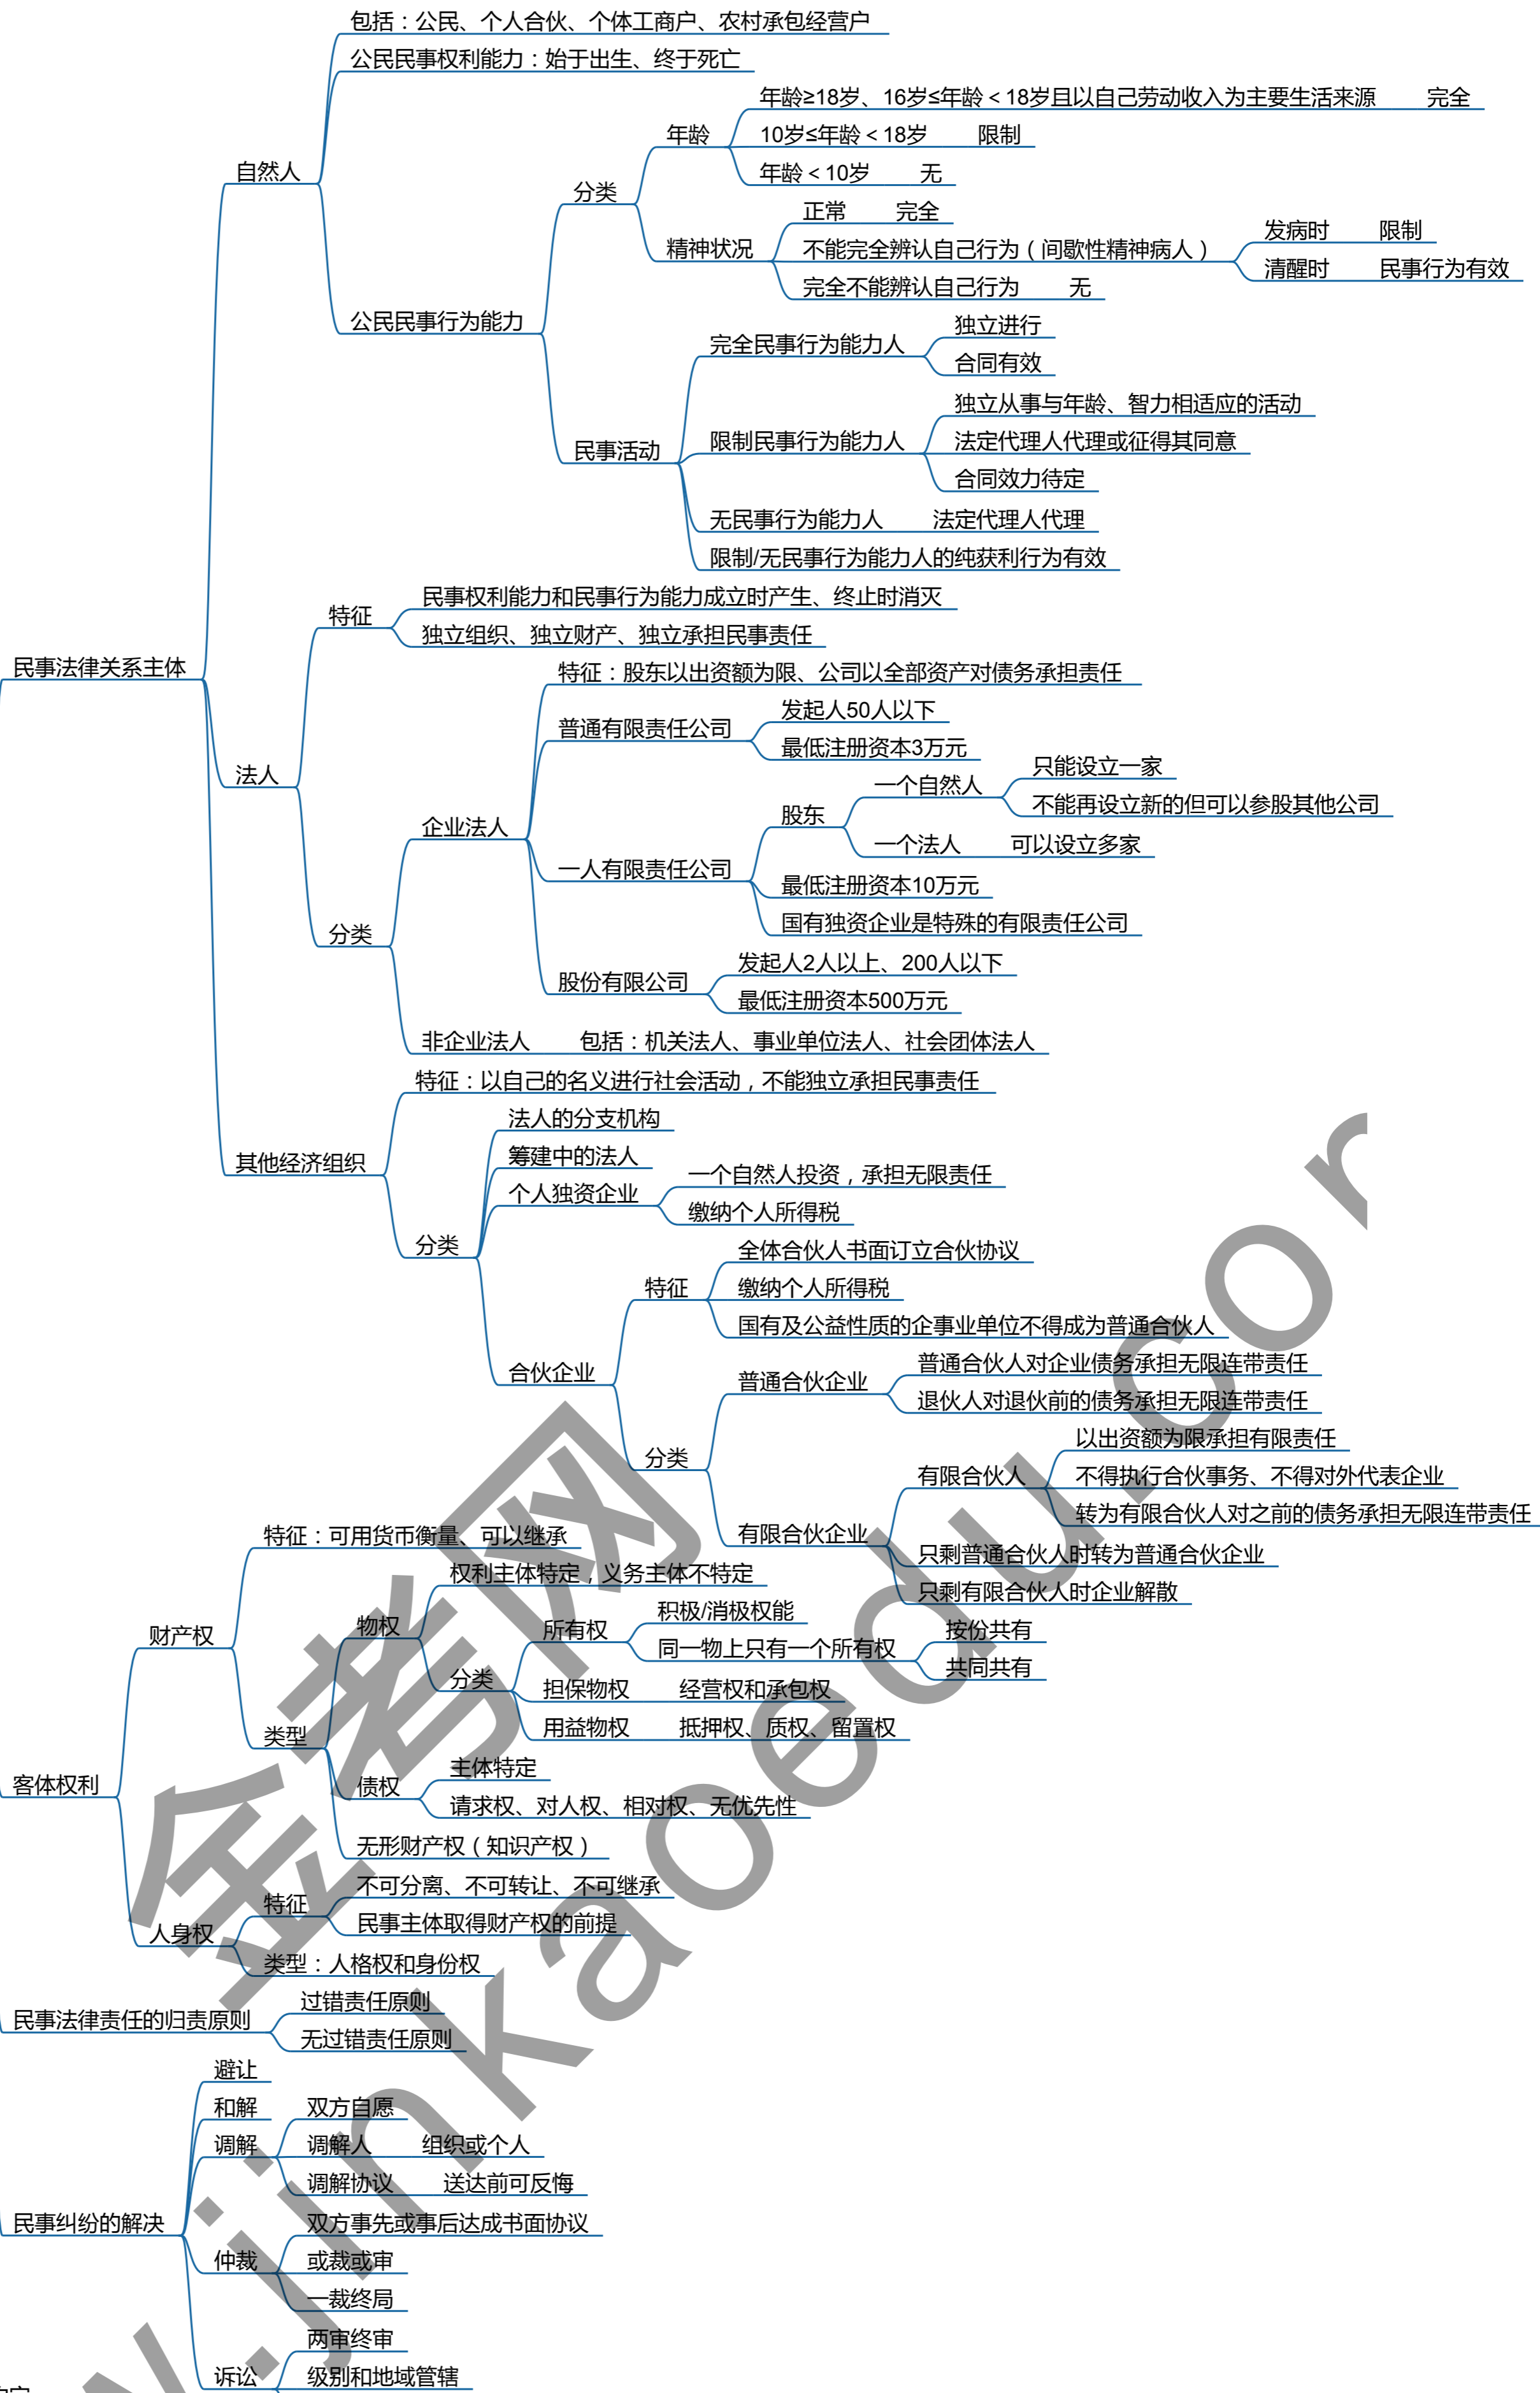 包括：公民、个人合伙、个体工商户、农村承包经营户
公民民事权利能力：始于出生、终于死亡
年龄≥18岁、16岁≤年龄＜18岁且以自己劳动收入为主要生活来源 完全
年龄
10岁≤年龄＜18岁 限制
自然人
年龄＜10岁 无
分类
正常 完全
发病时 限制
精神状况
不能完全辨认自己行为（间歇性精神病人）
清醒时 民事行为有效
完全不能辨认自己行为 无
公民民事行为能力
独立进行
完全民事行为能力人
合同有效
独立从事与年龄、智力相适应的活动
限制民事行为能力人
法定代理人代理或征得其同意
民事活动
合同效力待定
无民事行为能力人 法定代理人代理
限制/无民事行为能力人的纯获利行为有效
民事权利能力和民事行为能力成立时产生、终止时消灭
特征
独立组织、独立财产、独立承担民事责任
民事法律关系主体
特征：股东以出资额为限、公司以全部资产对债务承担责任
发起人50人以下
普通有限责任公司
最低注册资本3万元
只能设立一家
法人
一个自然人
不能再设立新的但可以参股其他公司
股东
企业法人
一个法人 可以设立多家
一人有限责任公司
最低注册资本10万元
国有独资企业是特殊的有限责任公司
分类
发起人2人以上、200人以下
股份有限公司
最低注册资本500万元
非企业法人 包括：机关法人、事业单位法人、社会团体法人
特征：以自己的名义进行社会活动，不能独立承担民事责任
法人的分支机构
筹建中的法人
其他经济组织
一个自然人投资，承担无限责任
个人独资企业
缴纳个人所得税
分类
全体合伙人书面订立合伙协议
特征
缴纳个人所得税
国有及公益性质的企事业单位不得成为普通合伙人
合伙企业
普通合伙人对企业债务承担无限连带责任
普通合伙企业
退伙人对退伙前的债务承担无限连带责任
分类
以出资额为限承担有限责任
有限合伙人
不得执行合伙事务、不得对外代表企业
转为有限合伙人对之前的债务承担无限连带责任
有限合伙企业
只剩普通合伙人时转为普通合伙企业
只剩有限合伙人时企业解散
特征：可用货币衡量、可以继承
权利主体特定，义务主体不特定
财产权
物权
积极/消极权能
所有权
按份共有
同一物上只有一个所有权
共同共有
分类
担保物权 经营权和承包权
用益物权 抵押权、质权、留置权
类型
主体特定
客体权利
债权
请求权、对人权、相对权、无优先性
无形财产权（知识产权）
不可分离、不可转让、不可继承
特征
民事主体取得财产权的前提
人身权
类型：人格权和身份权
过错责任原则
民事法律责任的归责原则
无过错责任原则
避让
和解
双方自愿
调解
调解人 组织或个人
调解协议 送达前可反悔
民事纠纷的解决
双方事先或事后达成书面协议
仲裁
或裁或审
一裁终局
两审终审
诉讼
级别和地域管辖
金考网
.jinkaoedu.co